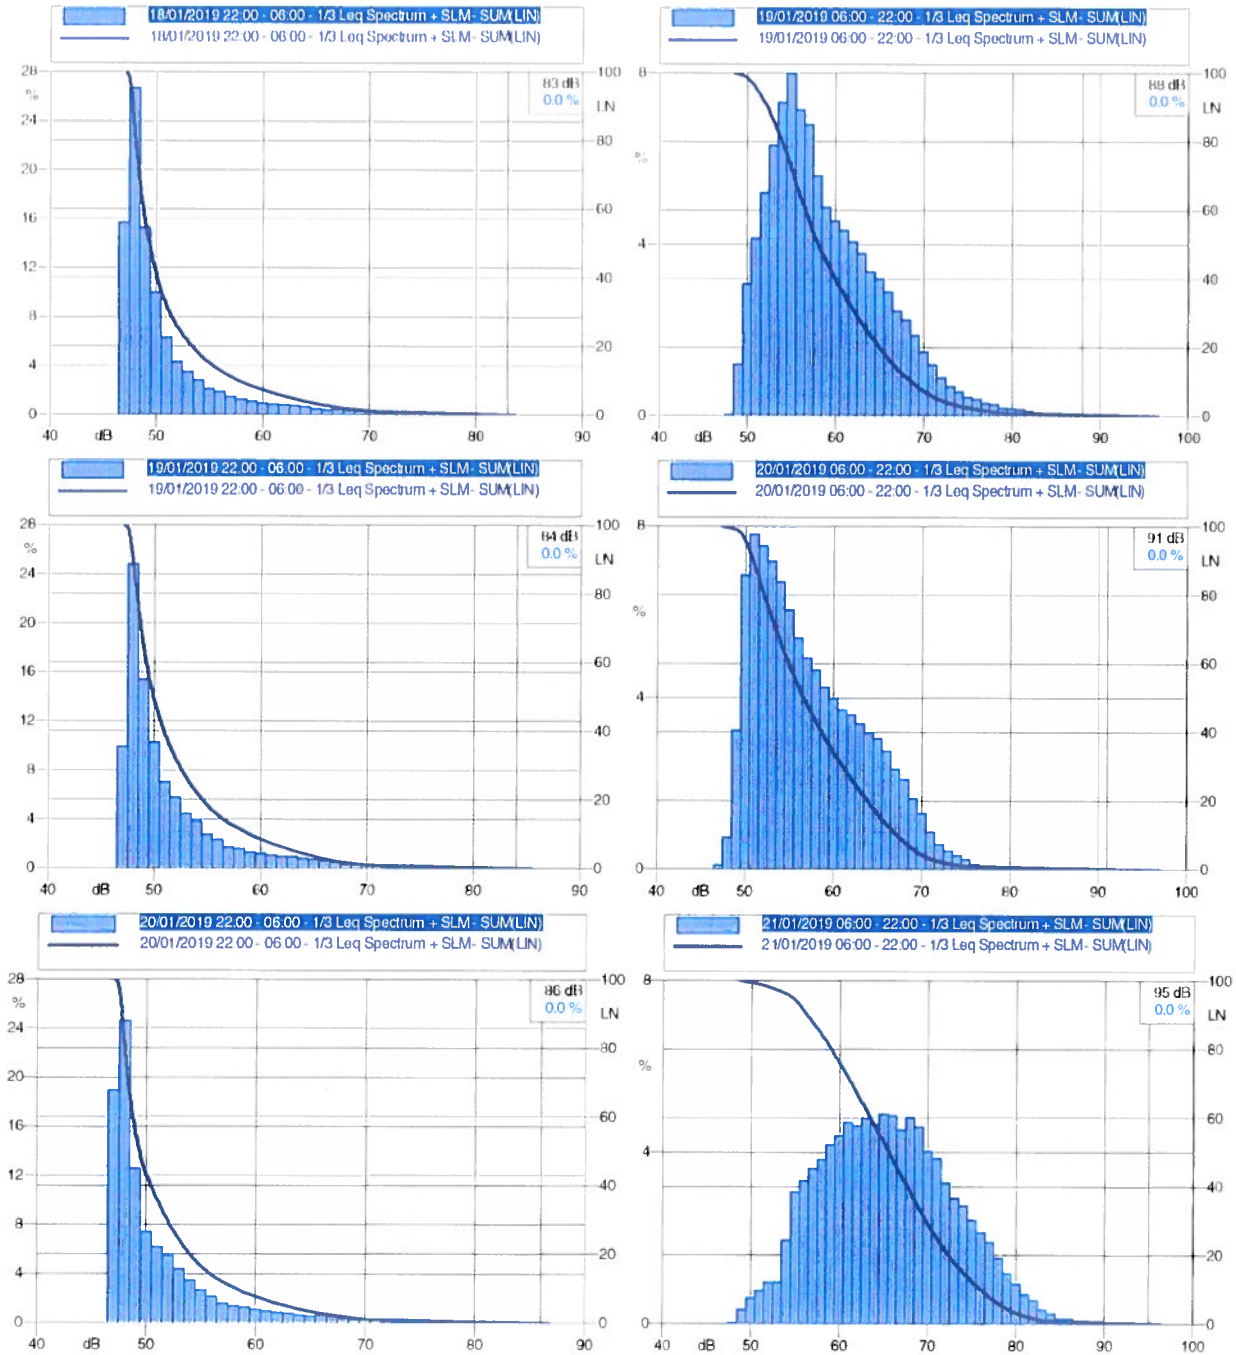 18/01/2019 22:00 - 06:00 - 1/3 Leq Spectrum + SLM - SUM(LIN)
18/01/2019 22:00 - 06:00 - 1/3 Leq Spectrum + SLM - SUM(LIN)
28 100
% 83 dB
0.0 % LN
24
80
20
16 60
12
40
8
20
4
0 0
40 dB 50 60 70 80 90
19/01/2019 06:00 - 22:00 - 1/3 Leq Spectrum + SLM - SUM(LIN)
19/01/2019 06:00 - 22:00 - 1/3 Leq Spectrum + SLM - SUM(LIN)
8 100
88 dB
0.0 % LN
80
%
60
4
40
20
0 0
40 dB 50 60 70 80 90 100
19/01/2019 22:00 - 06:00 - 1/3 Leq Spectrum + SLM - SUM(LIN)
19/01/2019 22:00 - 06:00 - 1/3 Leq Spectrum + SLM - SUM(LIN)
28 100
84 dB
% 0.0 % LN
24
80
20
60
16
12
40
8
20
4
0 0
40 dB 50 60 70 80 90
20/01/2019 06:00 - 22:00 - 1/3 Leq Spectrum + SLM - SUM(LIN)
20/01/2019 06:00 - 22:00 - 1/3 Leq Spectrum + SLM - SUM(LIN)
8 100
91 dB
0.0 % LN
80
%
60
4
40
20
0 0
40 dB 50 60 70 80 90 100
20/01/2019 22:00 - 06:00 - 1/3 Leq Spectrum + SLM - SUM(LIN)
20/01/2019 22:00 - 06:00 - 1/3 Leq Spectrum + SLM - SUM(LIN)
28 100
86 dB
% 0.0 % LN
24
80
20
60
16
12
40
8
20
4
0 0
40 dB 50 60 70 80 90
21/01/2019 06:00 - 22:00 - 1/3 Leq Spectrum + SLM - SUM(LIN)
21/01/2019 06:00 - 22:00 - 1/3 Leq Spectrum + SLM - SUM(LIN)
8 100
95 dB
0.0 % LN
80
%
60
4
40
20
0 0
40 dB 50 60 70 80 90 100